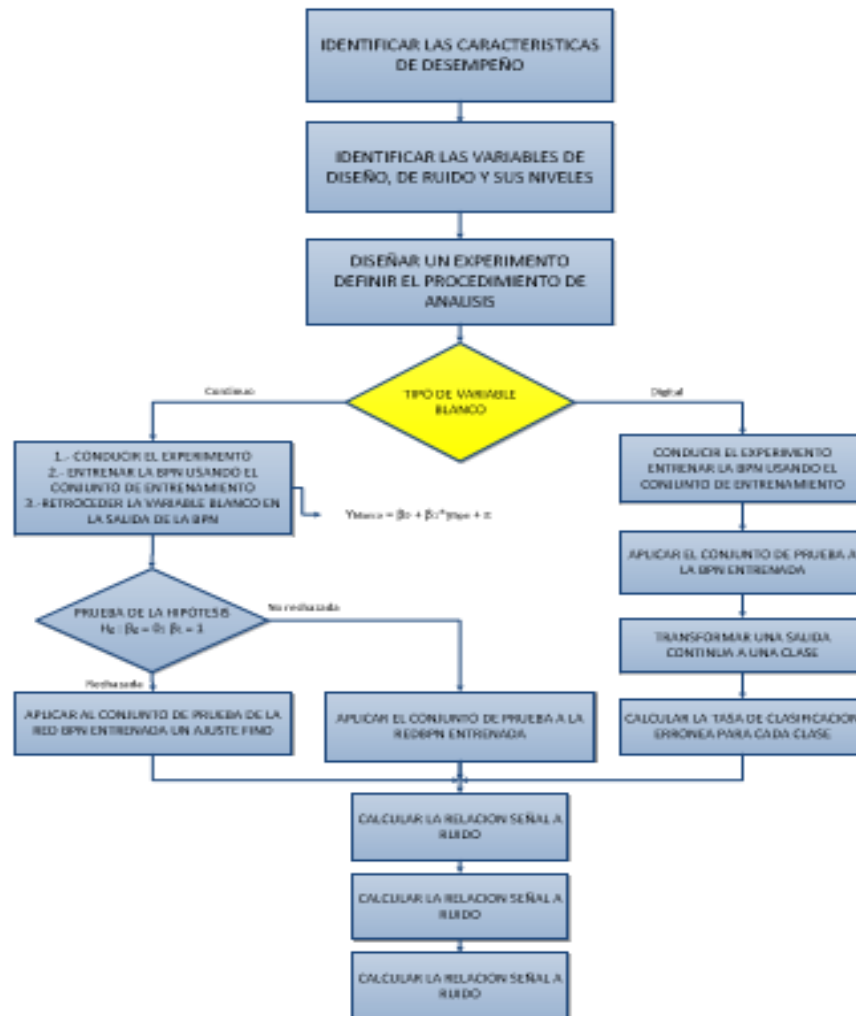 IDENTIFICAR LAS CARACTERISTICAS
DE DESEMPEÑO
IDENTIFICAR LAS VARIABLES DE
DISEÑO, DE RUIDO Y SUS NIVELES
DISEÑAR UN EXPERIMENTO
DEFINIR EL PROCEDIMIENTO DE
ANALISIS
TIPO DE VARIABLE
BLANCO
Continuo
Digital
1.- CONDUCIR EL EXPERIMENTO
2.- ENTRENAR LA BPN USANDO EL
CONJUNTO DE ENTRENAMIENTO
3.-RETROCEDER LA VARIABLE BLANCO EN
LA SALIDA DE LA BPN
CONDUCIR EL EXPERIMENTO
ENTRENAR LA BPN USANDO EL
CONJUNTO DE ENTRENAMIENTO
APLICAR EL CONJUNTO DE PRUEBA A
LA BPN ENTRENADA
PRUEBA DE LA HIPÓTESIS
No rechazada
Rechazada
TRANSFORMAR UNA SALIDA
CONTINUA A UNA CLASE
APLICAR AL CONJUNTO DE PRUEBA DE LA
RED BPN ENTRENADA UN AJUSTE FINO
APLICAR EL CONJUNTO DE PRUEBA A LA
REDBPN ENTRENADA
CALCULAR LA TASA DE CLASIFICACIÓN
ERRONEA PARA CADA CLASE
CALCULAR LA RELACION SEÑAL A
RUIDO
CALCULAR LA RELACION SEÑAL A
RUIDO
CALCULAR LA RELACION SEÑAL A
RUIDO